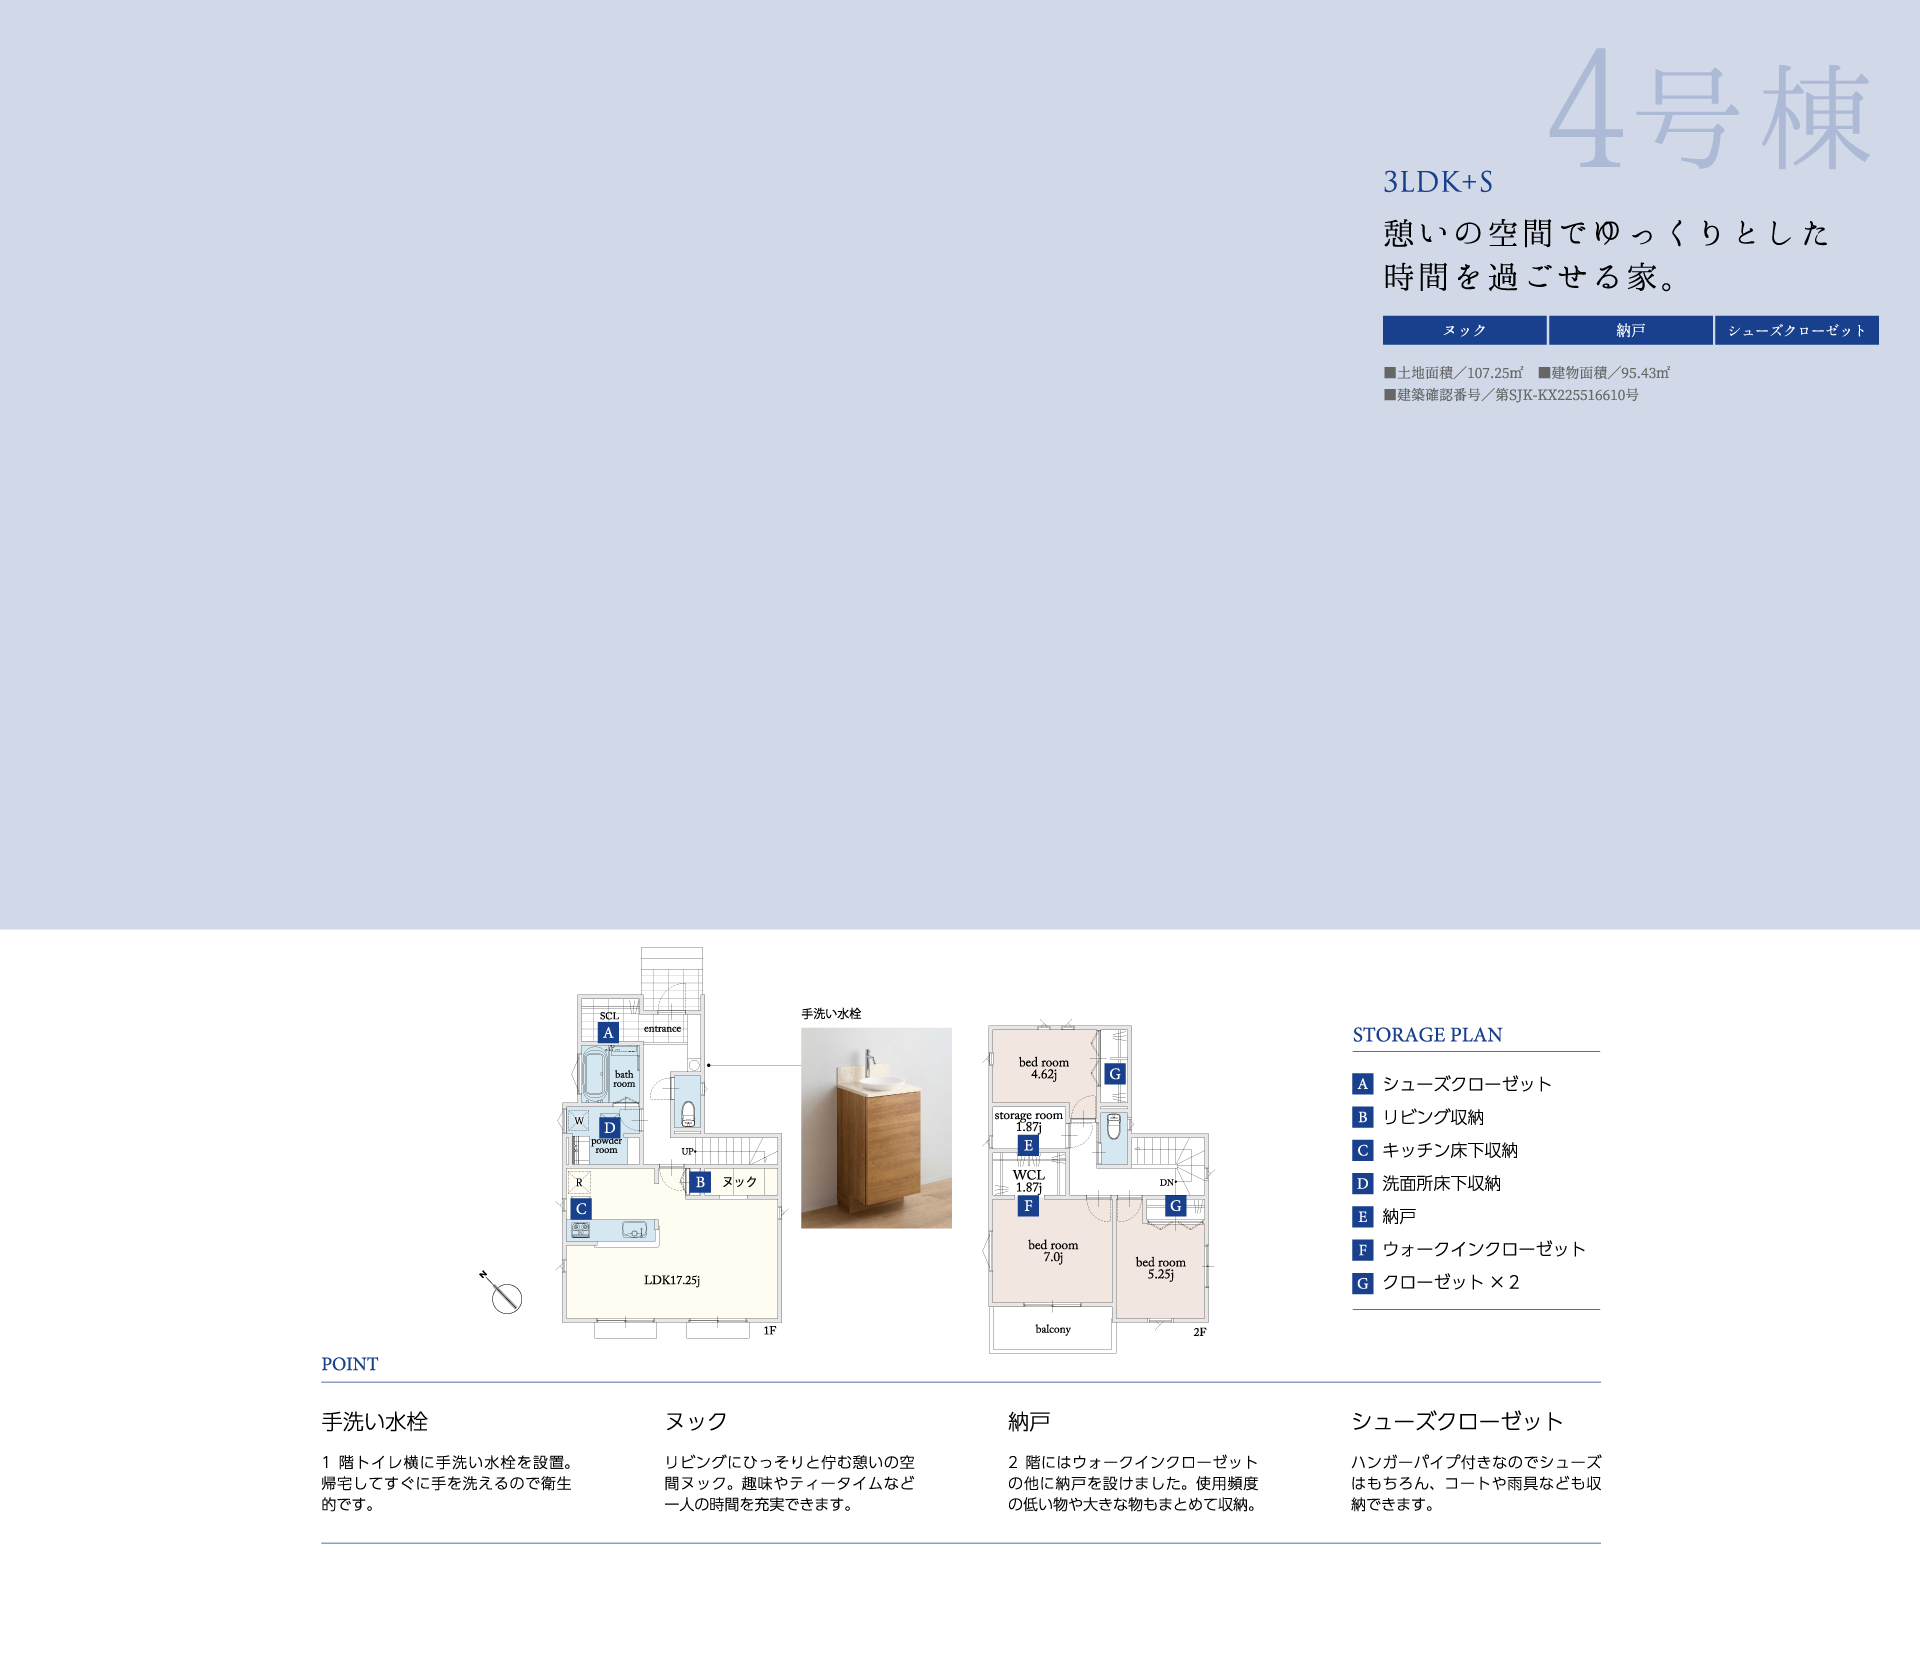 4号棟
3LDK+S
憩いの空間でゆっくりとした
時間を過ごせる家。
ヌック
納戸
シューズクローゼット
■土地面積／107.25㎡　■建物面積／95.43㎡
■建築確認番号／第SJK-KX225516610号
SCL
A
entrance
bath
room
W
D
powder
room
UP
R
B
ヌック
C
LDK17.25j
N
1F
手洗い水栓
bed room
4.62j
G
storage room
1.87j
E
WCL
1.87j
F
DN
G
bed room
7.0j
bed room
5.25j
balcony
2F
STORAGE PLAN
A シューズクローゼット
B リビング収納
C キッチン床下収納
D 洗面所床下収納
E 納戸
F ウォークインクローゼット
G クローゼット × 2
POINT
手洗い水栓
1 階トイレ横に手洗い水栓を設置。
帰宅してすぐに手を洗えるので衛生
的です。
ヌック
リビングにひっそりと佇む憩いの空
間ヌック。趣味やティータイムなど
一人の時間を充実できます。
納戸
2 階にはウォークインクローゼット
の他に納戸を設けました。使用頻度
の低い物や大きな物もまとめて収納。
シューズクローゼット
ハンガーパイプ付きなのでシューズ
はもちろん、コートや雨具なども収
納できます。